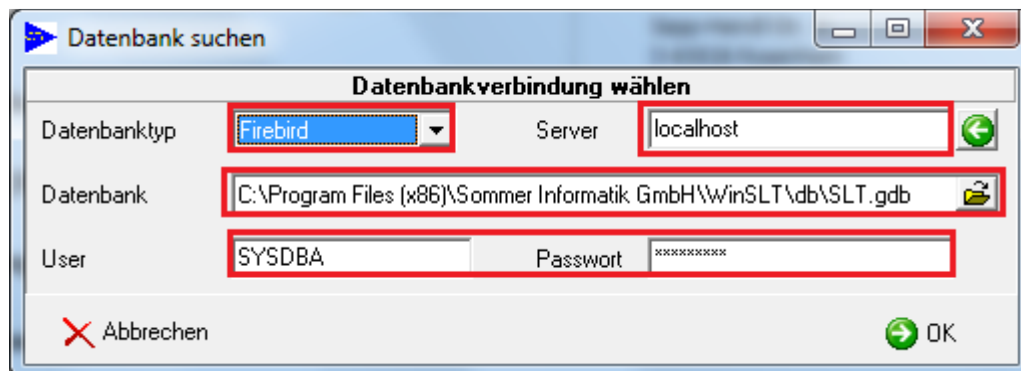 Datenbank suchen
Datenbankverbindung wählen
Datenbanktyp Firebird Server localhost
Datenbank C:\Program Files (x86)\Sommer Informatik GmbH\WinSLT\db\SLT.gdb
User SYSDBA Passwort *********
Abbrechen OK